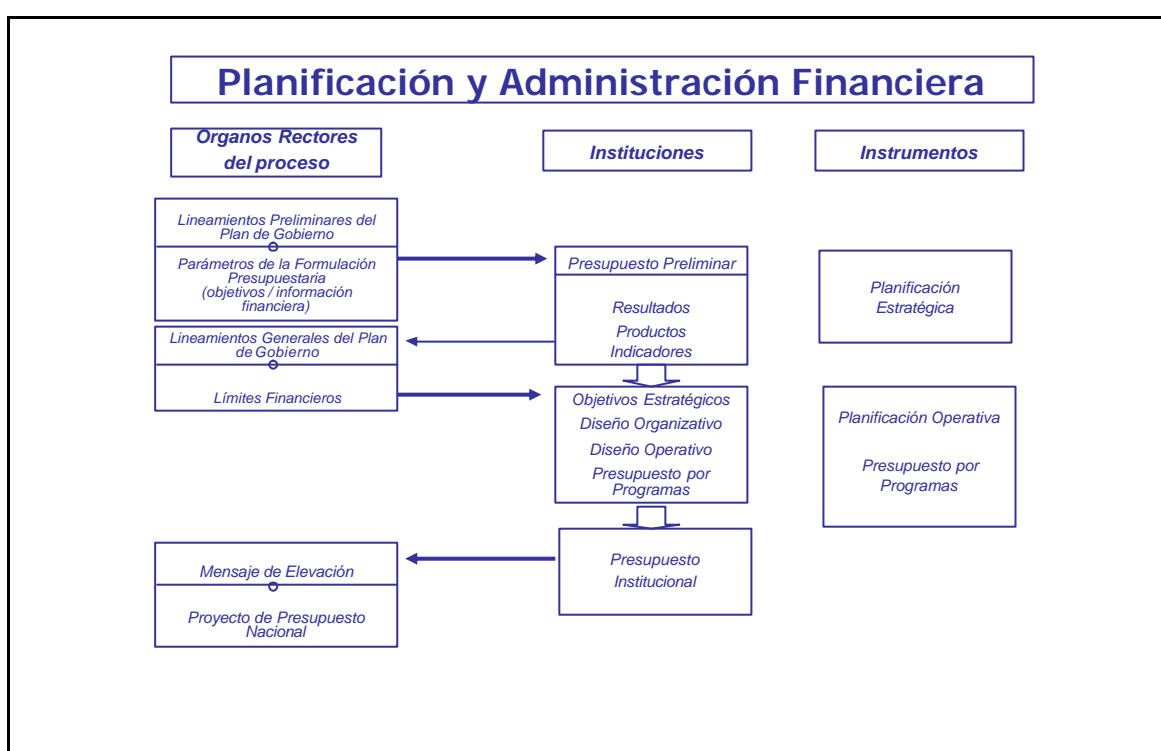 Planificación y Administración Financiera
Organos Rectores
del proceso
Instituciones
Instrumentos
Lineamientos Preliminares del
Plan de Gobierno
Parámetros de la Formulación
Presupuestaria
(objetivos / información
financiera)
Lineamientos Generales del Plan
de Gobierno
Límites Financieros
Mensaje de Elevación
Proyecto de Presupuesto
Nacional
Presupuesto Preliminar
Resultados
Productos
Indicadores
Objetivos Estratégicos
Diseño Organizativo
Diseño Operativo
Presupuesto por
Programas
Presupuesto
Institucional
Planificación
Estratégica
Planificación Operativa
Presupuesto por
Programas